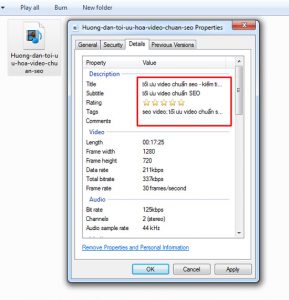 Play all
Burn
New folder
Huong-dan-toi-uu-hoa-video-chuan-seo
Huong-dan-toi-u
u-hoa-video-chu
an-seo
Properties
General
Security
Details
Previous Versions
Property
Value
Description
Title
tối ưu video chuẩn seo - kiếm ti...
Subtitle
tối ưu video chuẩn SEO
Rating
Tags
seo video; tối ưu video chuẩn s...
Comments
Video
Length
00:17:25
Frame width
1280
Frame height
720
Data rate
211kbps
Total bitrate
337kbps
Frame rate
30 frames/second
Audio
Bit rate
125kbps
Channels
2 (stereo)
Audio sample rate
44 kHz
Remove Properties and Personal Information
OK
Cancel
Apply